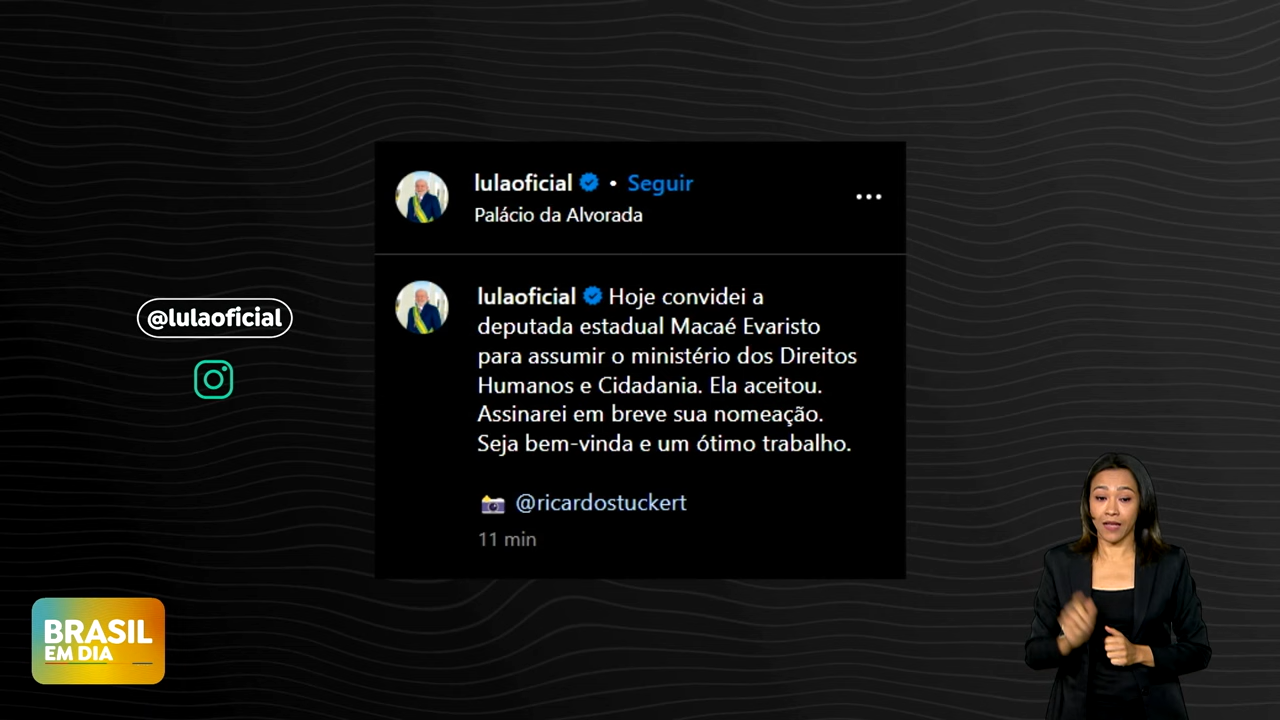 @lulaoficial
lulaoficial • Seguir
Palácio da Alvorada
lulaoficial Hoje convidei a
deputada estadual Macaé Evaristo
para assumir o ministério dos Direitos
Humanos e Cidadania. Ela aceitou.
Assinarei em breve sua nomeação.
Seja bem-vinda e um ótimo trabalho.
@ricardostuckert
11 min
BRASIL
EM DIA